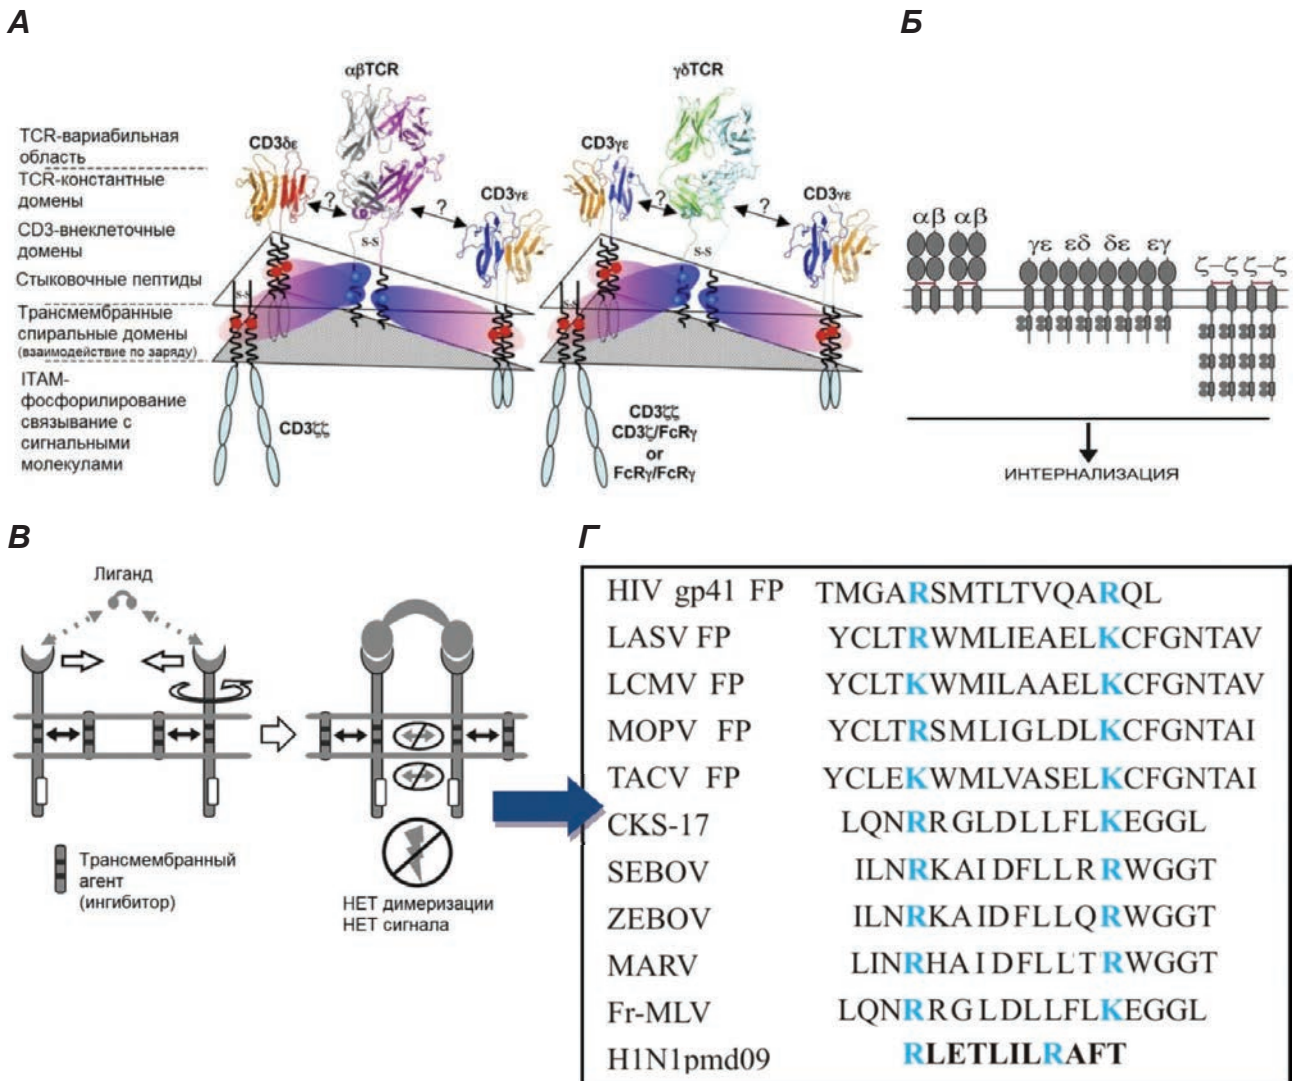 А
Б
αβTCR
γδTCR
TCR-вариабильная
область
CD3δε
CD3γε
TCR-константные
домены
?
?
CD3γε
?
?
CD3γε
CD3-внеклеточные
домены
s-s
s-s
Стыковочные пептиды
s-s
s-s
Трансмембранные
спиральные домены
(взаимодействие по заряду)
ITAM-
фосфорилирование
связывание с
сигнальными
молекулами
CD3ζζ
CD3ζζ
CD3ζ/FcRγ
or
FcRγ/FcRγ
αβ αβ
γε εδ δε εγ
ζ–ζ ζ–ζ
ИНТЕРНАЛИЗАЦИЯ
В
Лиганд
Трансмембранный
агент
(ингибитор)
НЕТ димеризации
НЕТ сигнала
Г
HIV gp41 FP TMGARSMTLTVQARQL
LASV FP YCLTRWMLIEAELKCFGNTAV
LCMV FP YCLTKWMILAAELKCFGNTAV
MOPV FP YCLTRSMLIGLDLKCFGNTAI
TACV FP YCLEKWMLVASELKCFGNTAI
CKS-17 LQNRRGLDLLFLKEGGL
SEBOV ILNRKAIDFLLRRWGGT
ZEBOV ILNRKAIDFLLQRWGGT
MARV LINRHAIDFLLTRWGGT
Fr-MLV LQNRRGLDLLFLKEGGL
H1N1pmd09 RLETLILRAFT